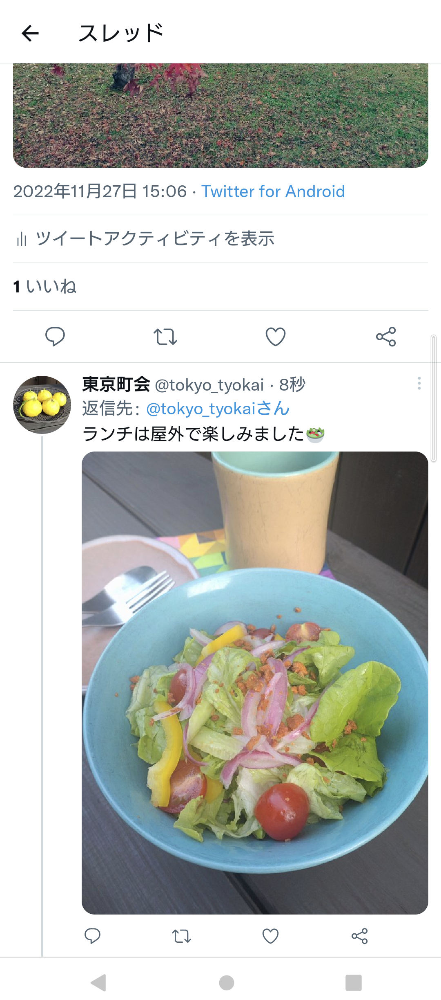 スレッド
2022年11月27日 15:06 · Twitter for Android
ツイートアクティビティを表示
1 いいね
東京町会 @tokyo_tyokai · 8秒
返信先: @tokyo_tyokaiさん
ランチは屋外で楽しみました🥗